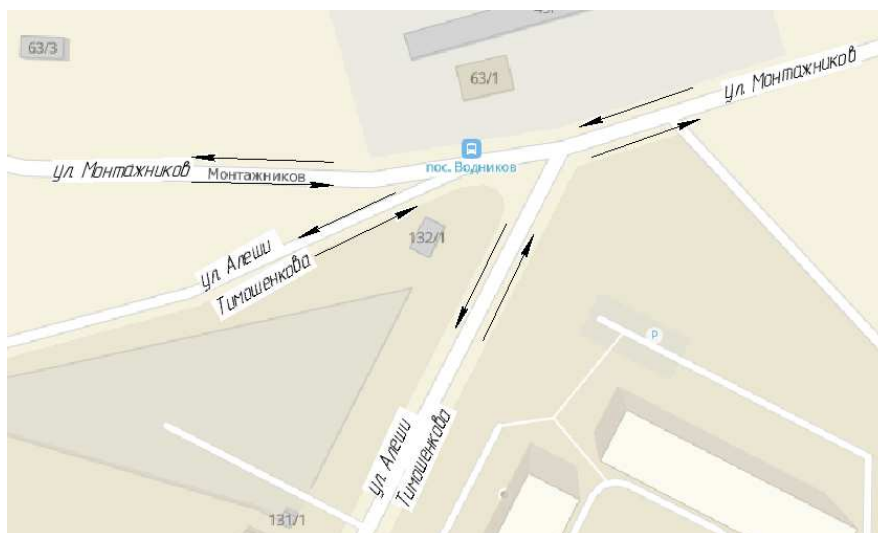 63/3
63/1
ул. Монтажников
пос. Водников
ул. Монтажников
Монтажников
132/1
ул. Алеши
Тимошенкова
P
ул. Алеши
Тимошенкова
131/1